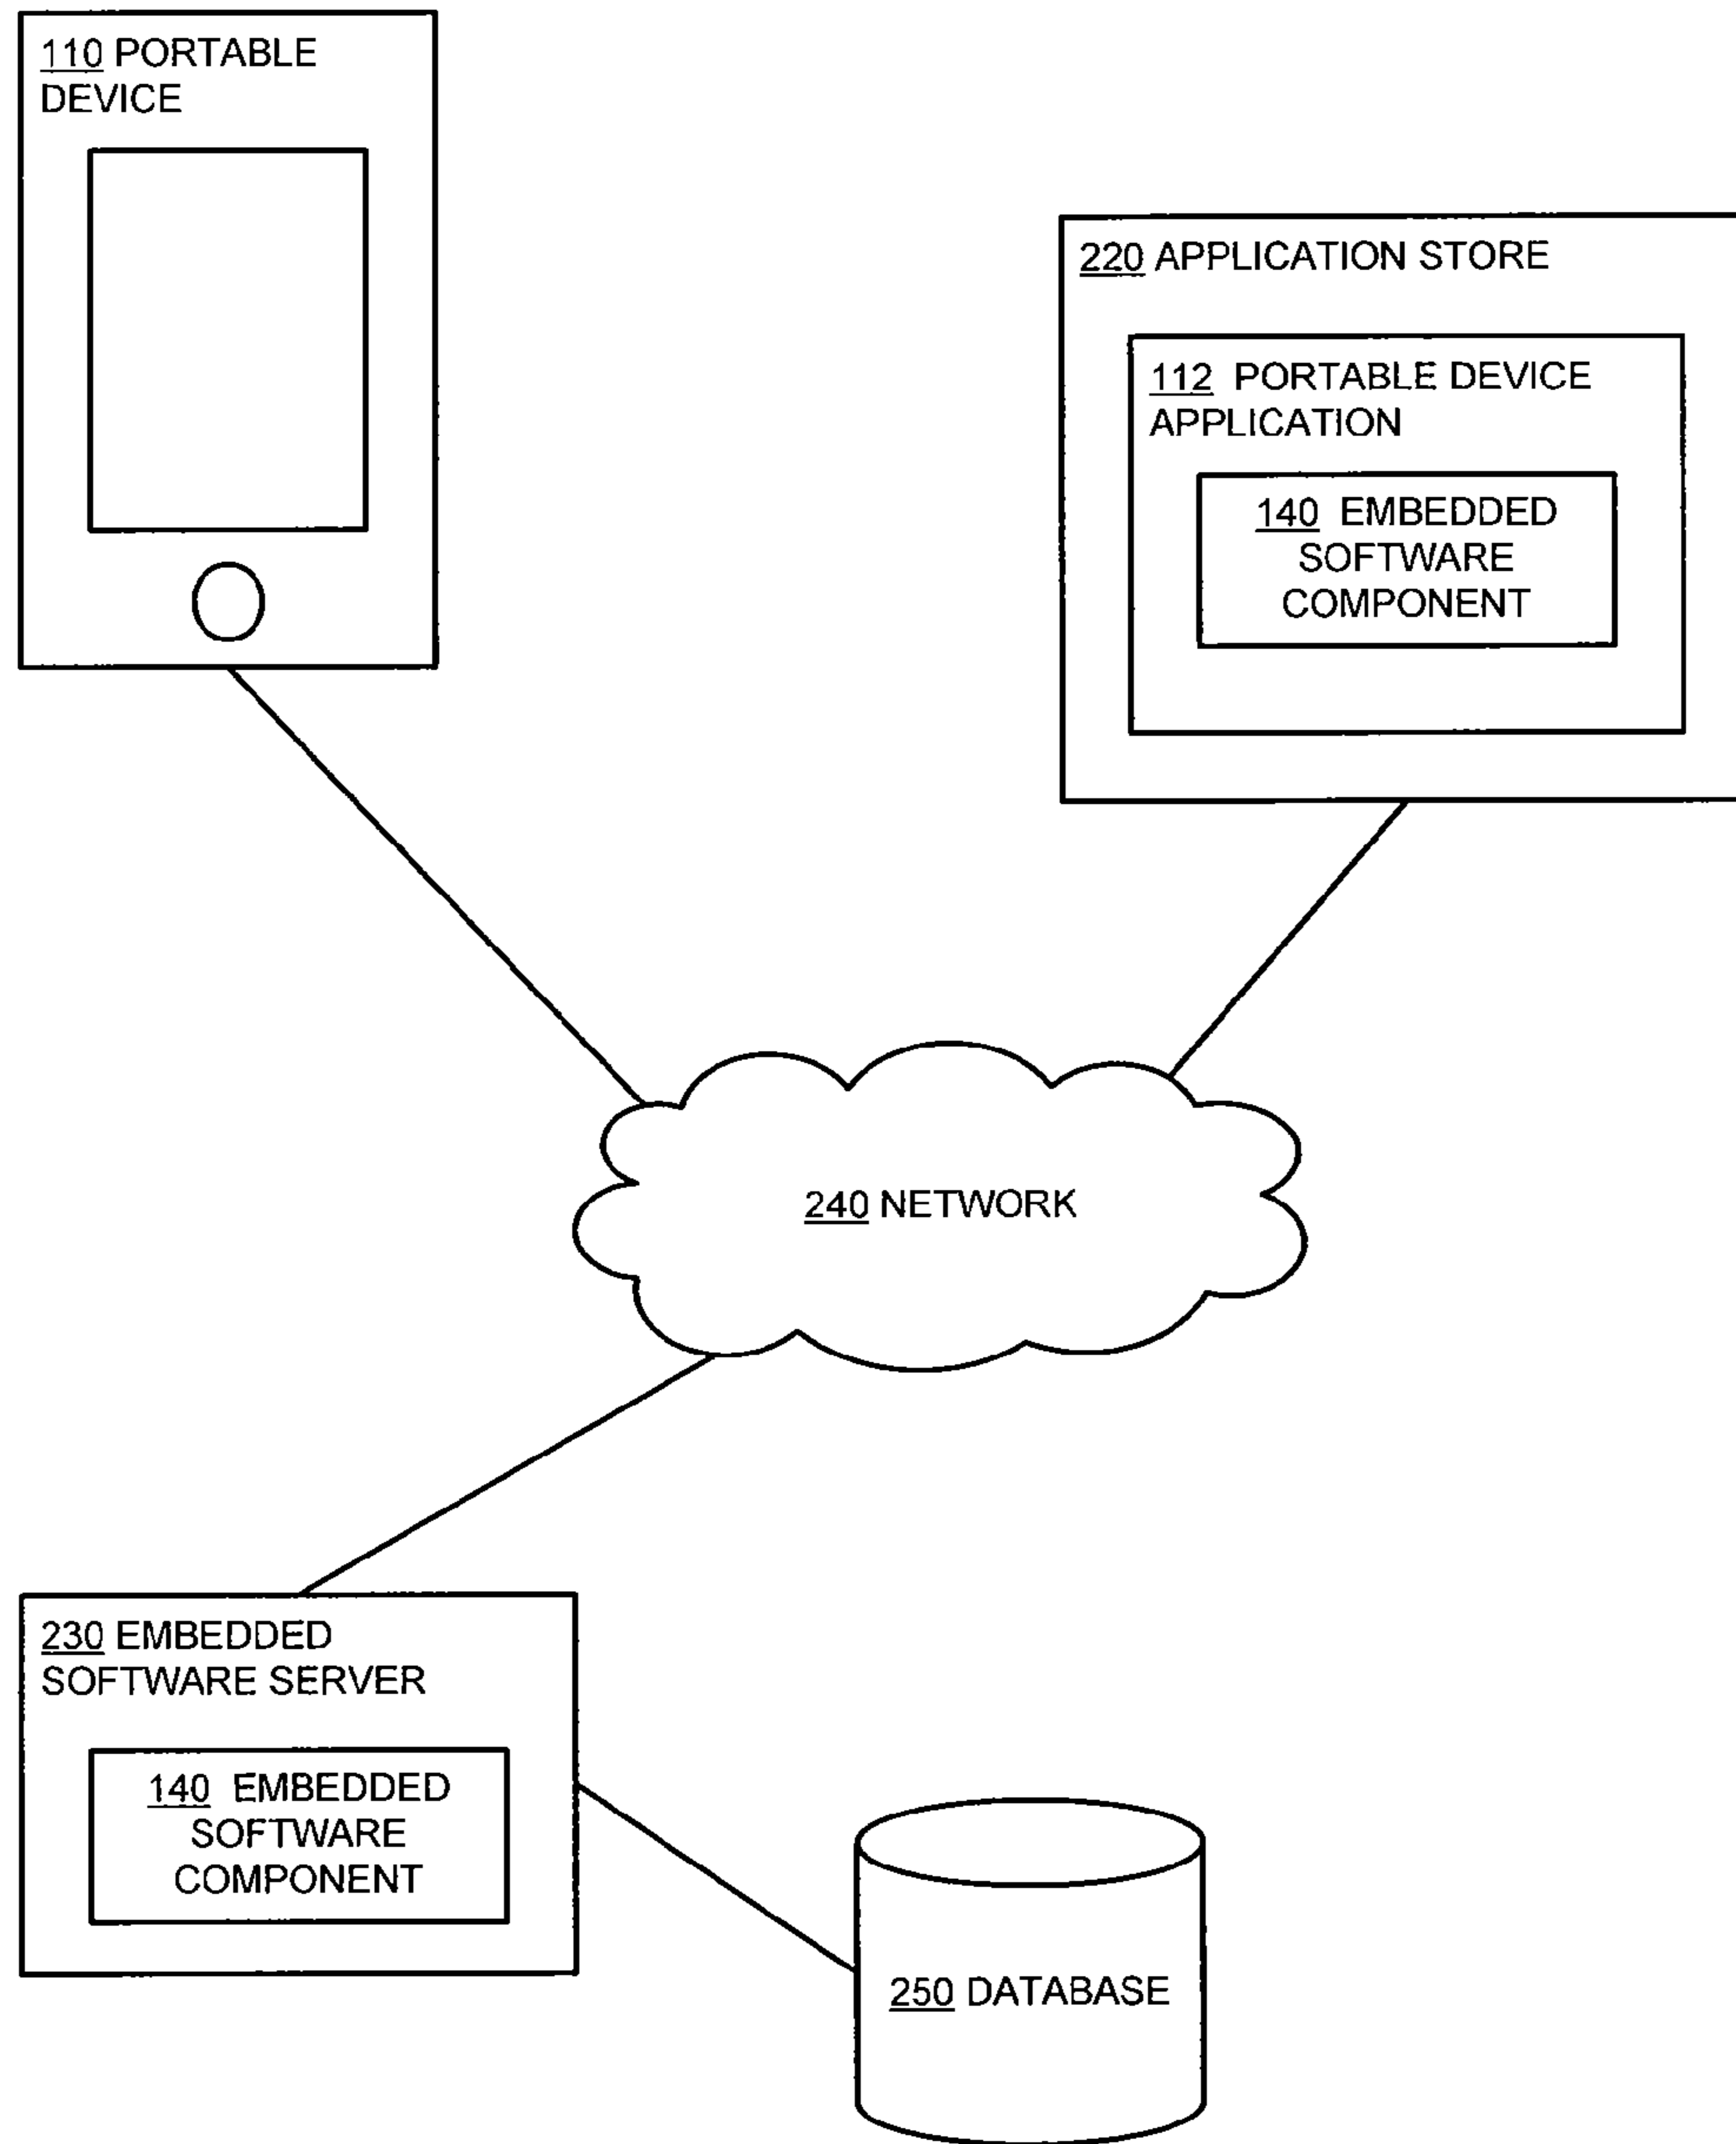 110 PORTABLE
DEVICE
220 APPLICATION STORE
112 PORTABLE DEVICE
APPLICATION
140 EMBEDDED
SOFTWARE
COMPONENT
240 NETWORK
230 EMBEDDED
SOFTWARE SERVER
140 EMBEDDED
SOFTWARE
COMPONENT
250 DATABASE